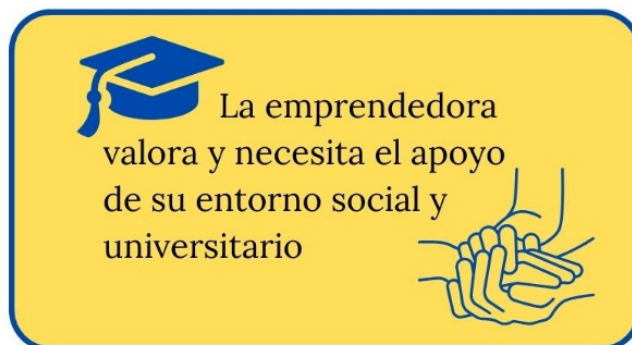 La emprendedora
valora y necesita el apoyo
de su entorno social y
universitario